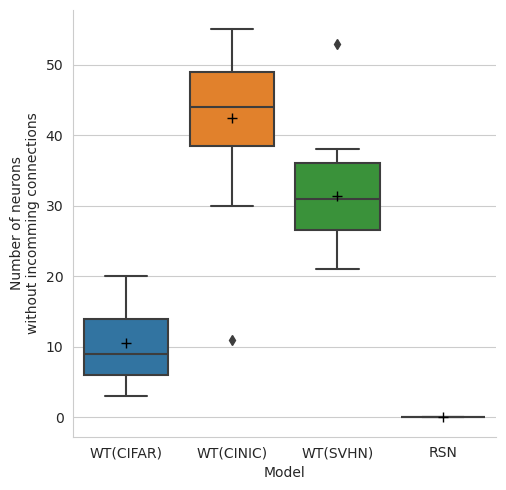 50
40
30
20
10
0
Number of neurons
without incomming connections
WT(CIFAR) WT(CINIC) WT(SVHN) RSN
Model